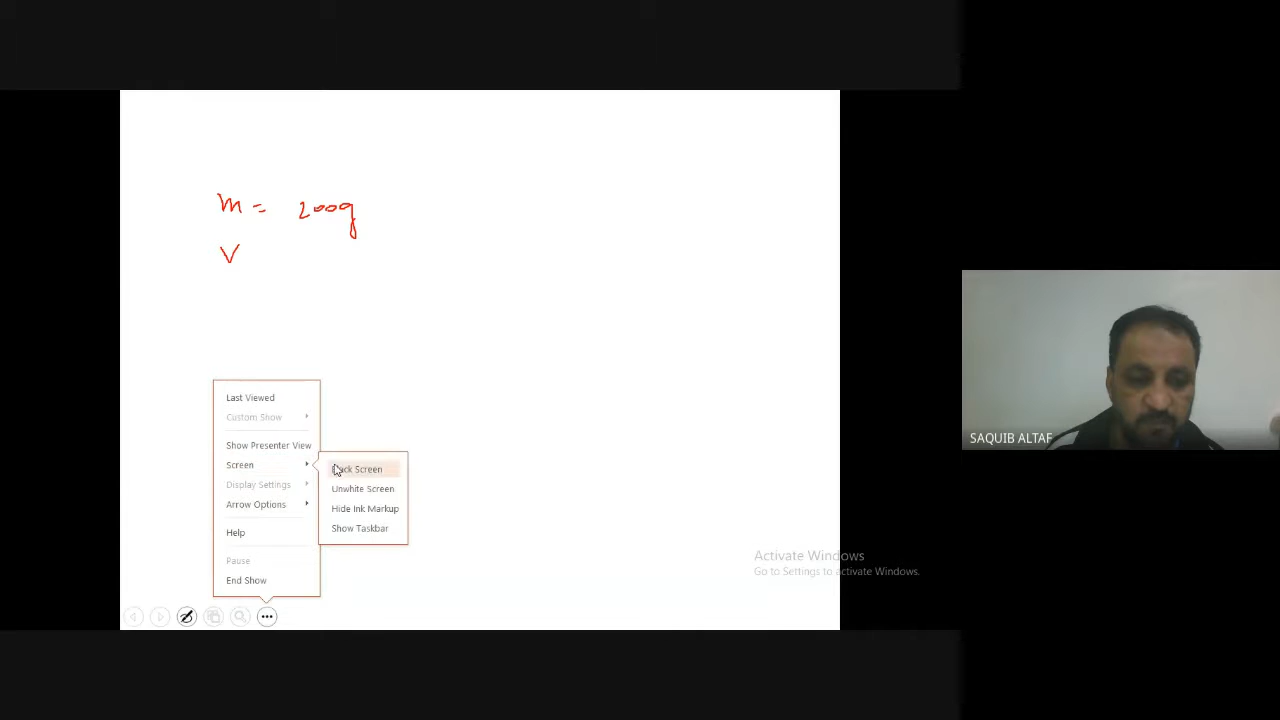 m = 200g
V
Last Viewed
Custom Show
Show Presenter View
Screen
Display Settings
Arrow Options
Help
Pause
End Show
Screen
Unwhite Screen
Hide Ink Markup
Show Taskbar
SAQUIB ALTAF
Activate Windows
Go to Settings to activate Windows.